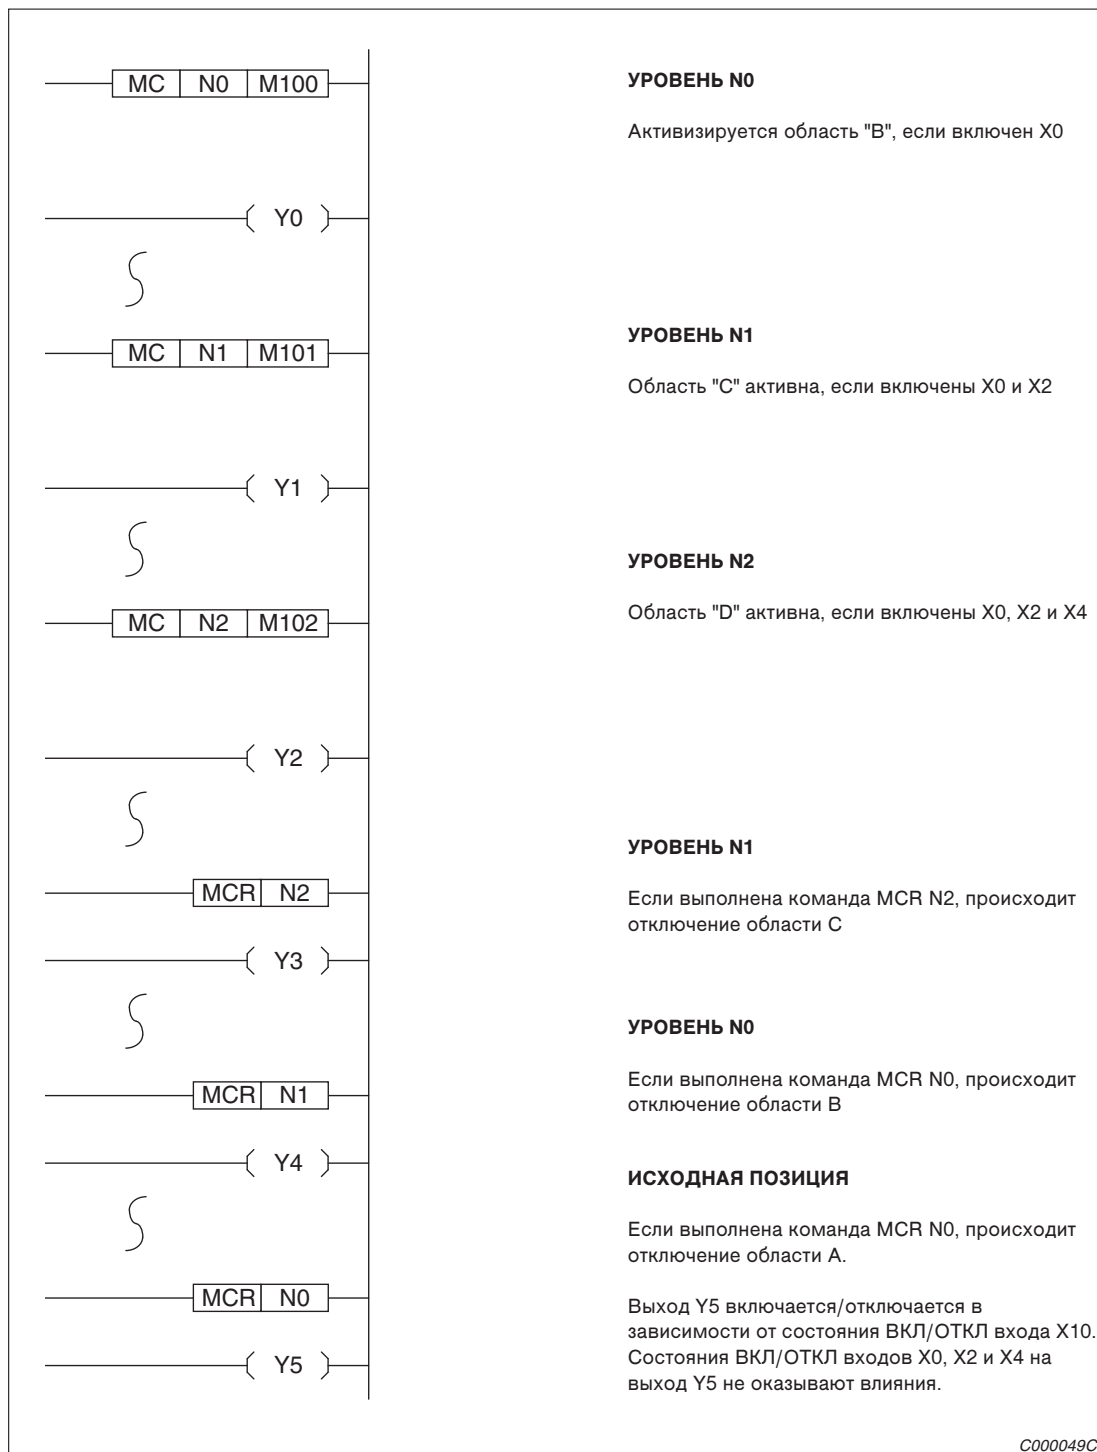 MC N0 M100
УРОВЕНЬ N0
Активизируется область "B", если включен X0
Y0
MC N1 M101
УРОВЕНЬ N1
Область "C" активна, если включены X0 и X2
Y1
УРОВЕНЬ N2
Область "D" активна, если включены X0, X2 и X4
MC N2 M102
Y2
УРОВЕНЬ N1
Если выполнена команда MCR N2, происходит
отключение области C
MCR N2
Y3
УРОВЕНЬ N0
Если выполнена команда MCR N0, происходит
отключение области B
MCR N1
Y4
ИСХОДНАЯ ПОЗИЦИЯ
Если выполнена команда MCR N0, происходит
отключение области A.
MCR N0
Выход Y5 включается/отключается в
зависимости от состояния ВКЛ/ОТКЛ входа X10.
Состояния ВКЛ/ОТКЛ входов X0, X2 и X4 на
выход Y5 не оказывают влияния.
Y5
C000049C